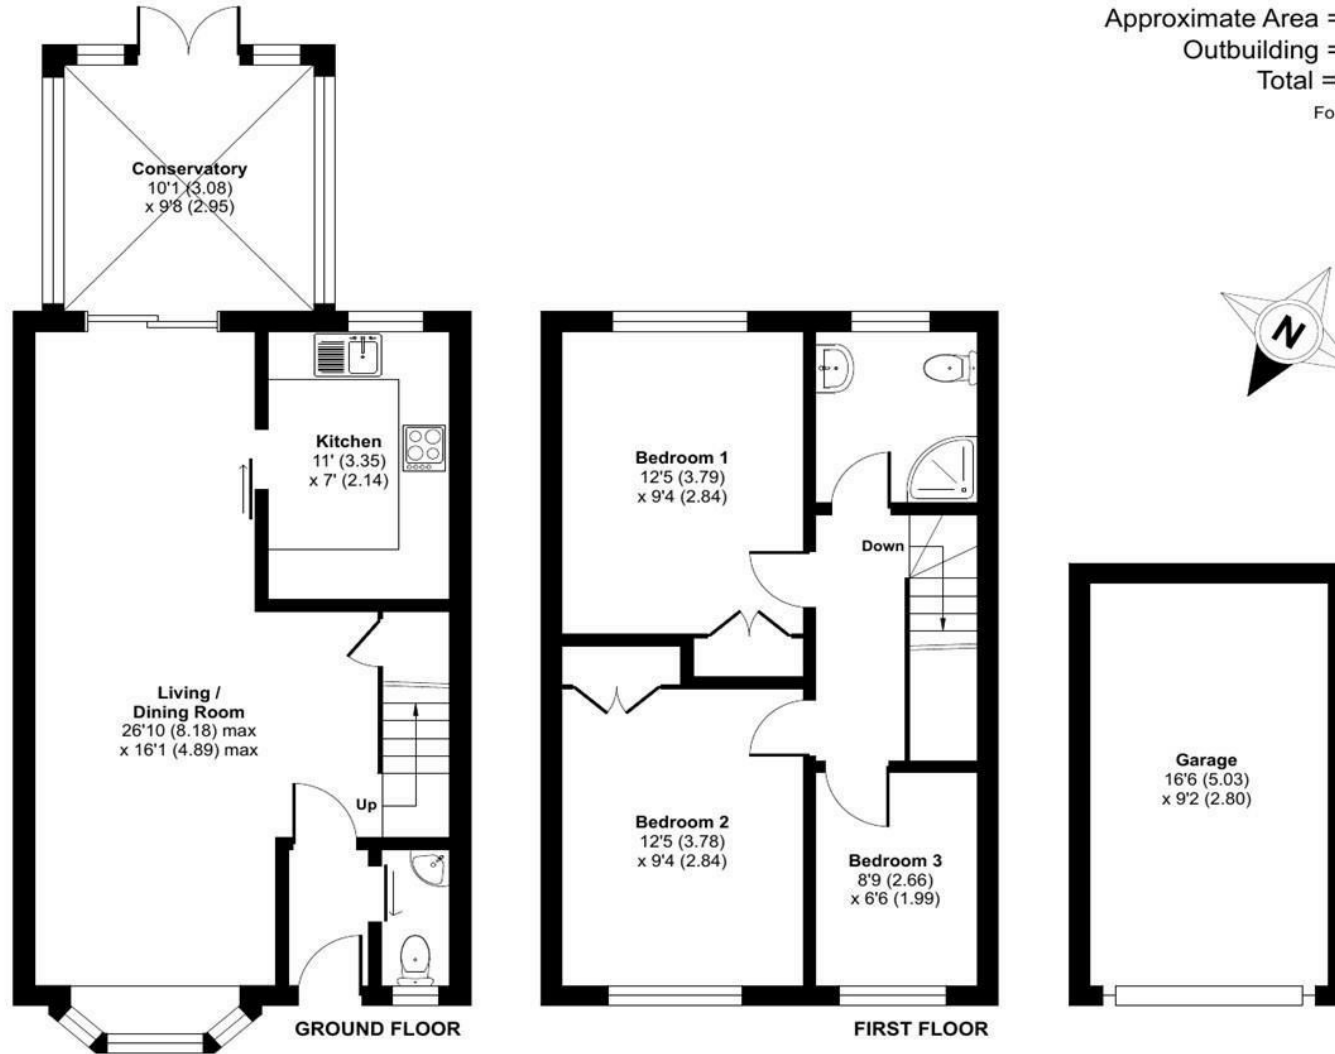 Approximate Area =
Outbuilding =
Total =
Fo
Conservatory
10'1 (3.08)
x 9'8 (2.95)
N
Kitchen
11' (3.35)
x 7' (2.14)
Bedroom 1
12'5 (3.79)
x 9'4 (2.84)
Down
Living /
Dining Room
26'10 (8.18) max
x 16'1 (4.89) max
Up
Bedroom 2
12'5 (3.78)
x 9'4 (2.84)
Bedroom 3
8'9 (2.66)
x 6'6 (1.99)
Garage
16'6 (5.03)
x 9'2 (2.80)
GROUND FLOOR
FIRST FLOOR